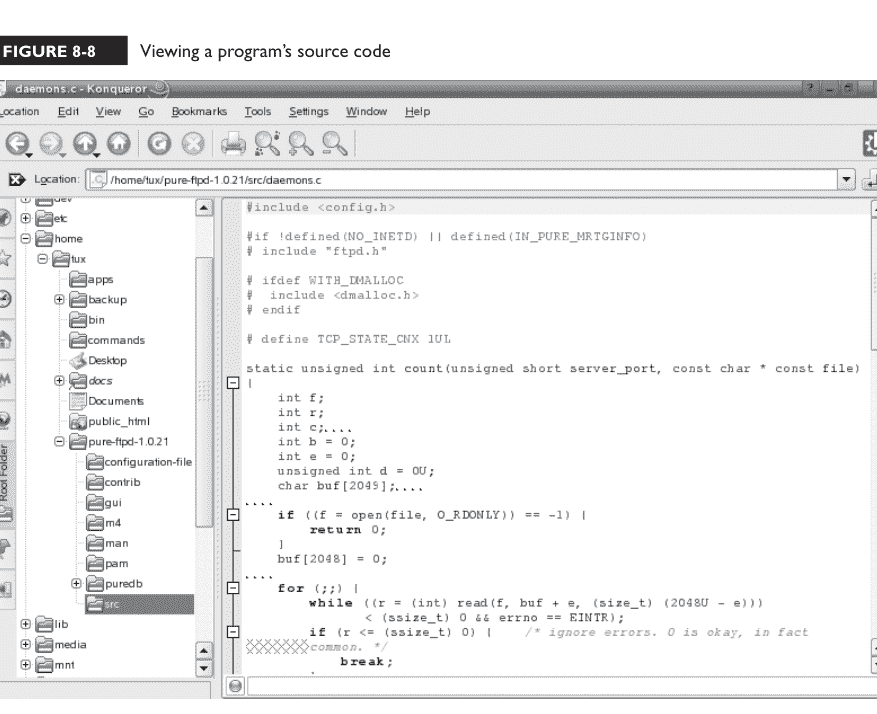 FIGURE 8-8 Viewing a program's source code
daemons.c - Konqueror
Location Edit View Go Bookmarks Tools Settings Window Help
Location: /home/tux/pure-ftpd-1.0.21/src/daemons.c
dev
etc
home
tux
apps
backup
bin
commands
Desktop
docs
Documents
public_html
pure-ftpd-1.0.21
configuration-file
contrib
gui
m4
man
pam
puredb
src
lib
media
mnt
Root Folder
#include <config.h>
#if !defined(NO_INETD) || defined(IN_PURE_MRTGINFO)
# include "ftpd.h"
# ifdef WITH_DMALLOC
#  include <dmalloc.h>
# endif
# define TCP_STATE_CNX 1UL
static unsigned int count(unsigned short server_port, const char * const file)
|
int f;
int r;
int c;....
int b = 0;
int e = 0;
unsigned int d = 0U;
char buf[2049];....
....
if ((f = open(file, O_RDONLY)) == -1) |
return 0;
]
buf[2048] = 0;
....
for (;;) |
while ((r = (int) read(f, buf + e, (size_t) (2048U - e)))
< (ssize_t) 0 && errno == EINTR);
if (r <= (ssize_t) 0) |    /* ignore errors. 0 is okay, in fact
common. */
break;